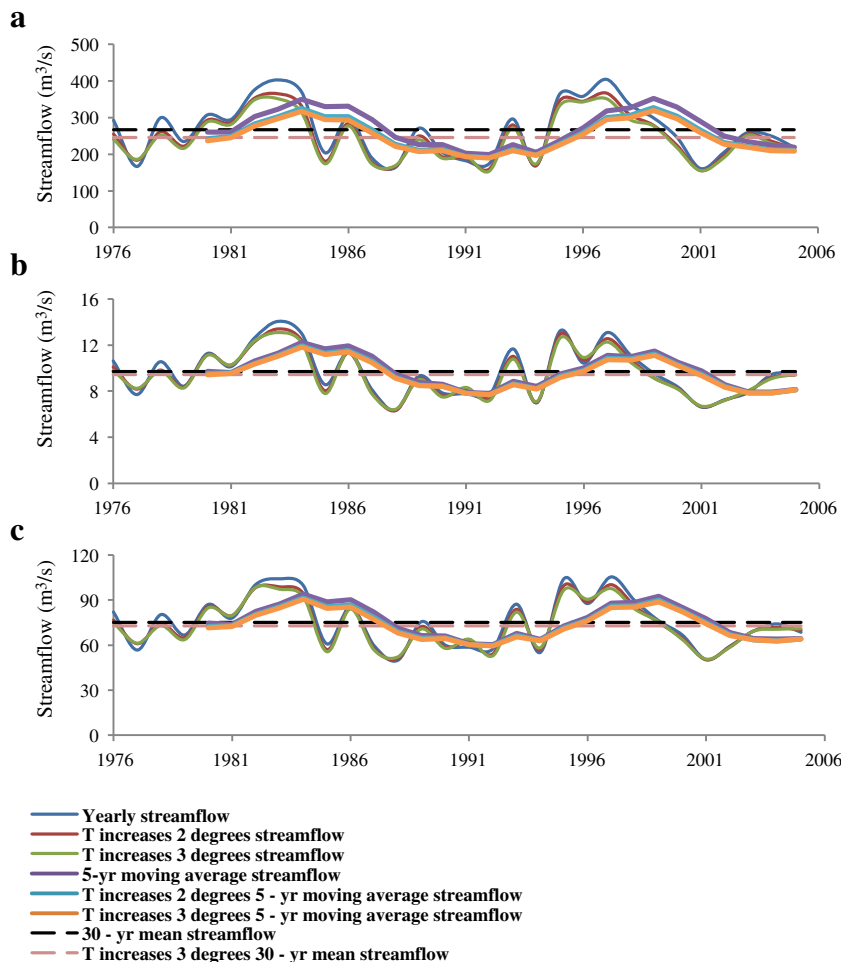 a
Streamflow (m³/s)
500
400
300
200
100
0
1976 1981 1986 1991 1996 2001 2006
b
Streamflow (m³/s)
16
12
8
4
0
1976 1981 1986 1991 1996 2001 2006
c
Streamflow (m³/s)
120
90
60
30
0
1976 1981 1986 1991 1996 2001 2006
Yearly streamflow
T increases 2 degrees streamflow
T increases 3 degrees streamflow
5-yr moving average streamflow
T increases 2 degrees 5 - yr moving average streamflow
T increases 3 degrees 5 - yr moving average streamflow
30 - yr mean streamflow
T increases 3 degrees 30 - yr mean streamflow